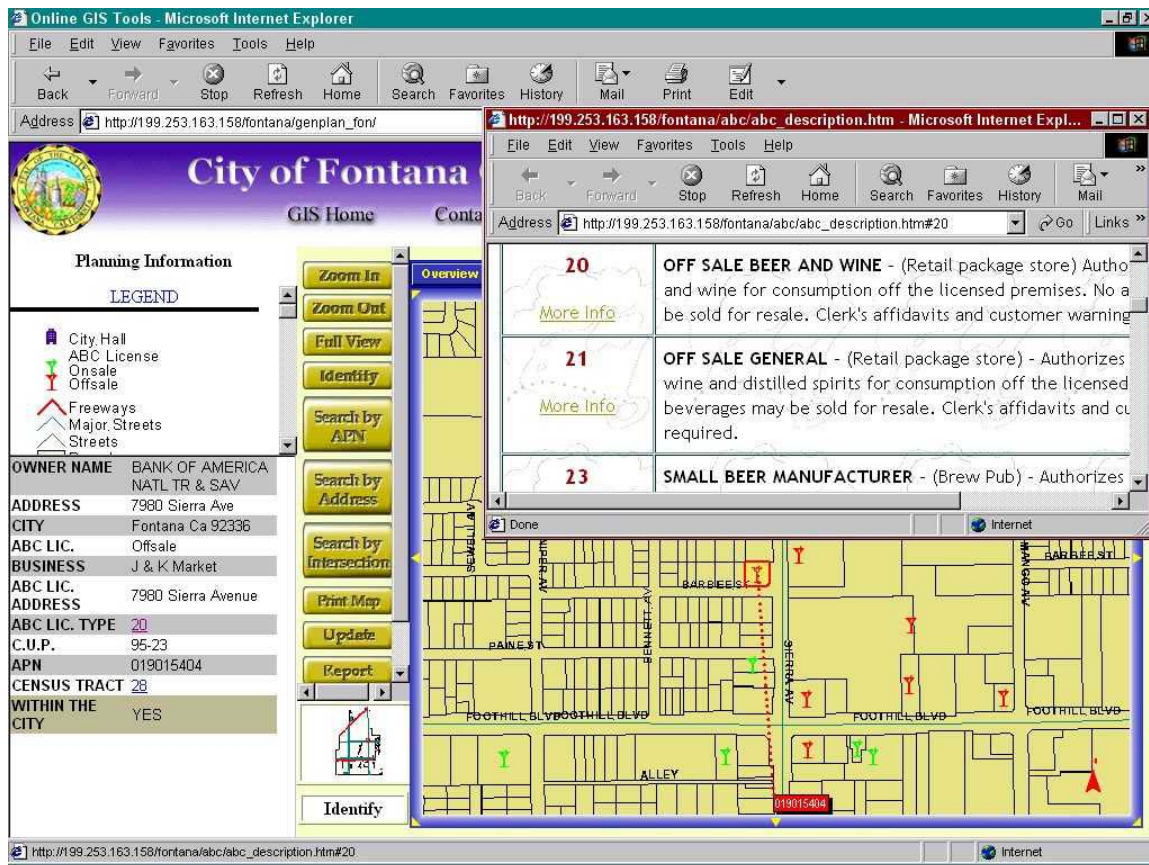 Online GIS Tools - Microsoft Internet Explorer
File Edit View Favorites Tools Help
Back Forward Stop Refresh Home Search Favorites History Mail Print Edit
Address http://199.253.163.158/fontana/genplan_fon/
City of Fontana
GIS Home Conta
http://199.253.163.158/fontana/abc/abc_description.htm - Microsoft Internet Expl...
File Edit View Favorites Tools Help
Back Forward Stop Refresh Home Search Favorites History Mail »
Address http://199.253.163.158/fontana/abc/abc_description.htm#20 Go Links »
20 OFF SALE BEER AND WINE - (Retail package store) Autho
and wine for consumption off the licensed premises. No a
More Info be sold for resale. Clerk's affidavits and customer warning
21 OFF SALE GENERAL - (Retail package store) - Authorizes
wine and distilled spirits for consumption off the licensed
More Info beverages may be sold for resale. Clerk's affidavits and cu
required.
23 SMALL BEER MANUFACTURER - (Brew Pub) - Authorizes
Done Internet
Planning Information
LEGEND
City Hall
ABC License
Onsale
Offsale
Freeways
Major Streets
Streets
OWNER NAME BANK OF AMERICA
NATL TR & SAV
ADDRESS 7980 Sierra Ave
CITY Fontana Ca 92336
ABC LIC. Offsale
BUSINESS J & K Market
ABC LIC.
ADDRESS 7980 Sierra Avenue
ABC LIC. TYPE 20
C.U.P. 95-23
APN 019015404
CENSUS TRACT 28
WITHIN THE
CITY YES
Zoom In
Zoom Out
Full View
Identify
Search by
APN
Search by
Address
Search by
Intersection
Print Map
Update
Report
Identify
Overview
SEWELL AV
JUNIPER AV
BENNETT AV
SIERRA AV
MANGO AV
BARBEE ST
BARBEE ST
PAINE ST
FOOTHILL BLVD FOOTHILL BLVD FOOTHILL BLVD FOOTHILL BLVD
ALLEY
019015404
http://199.253.163.158/fontana/abc/abc_description.htm#20 Internet